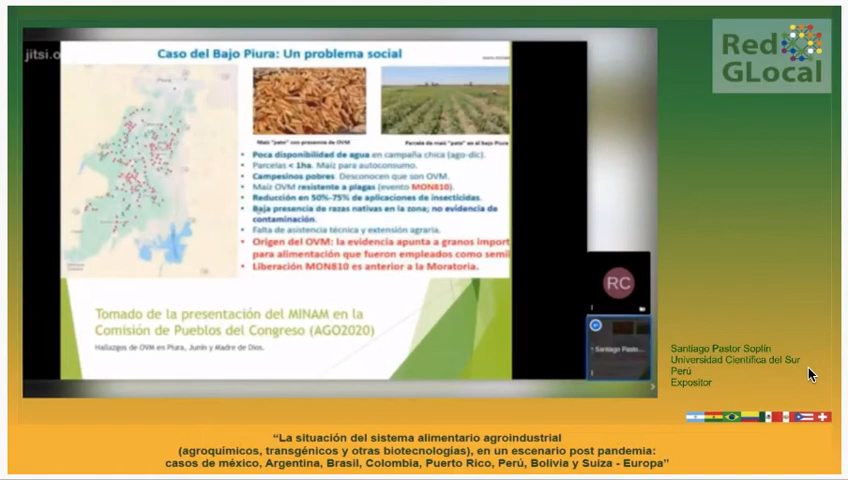 jitsi.o
Red
GLocal
Caso del Bajo Piura: Un problema social
Maíz "pato" con presencia de OVM
Parcela de maíz "pato" en el bajo Piura
Poca disponibilidad de agua en campaña chica (ago-dic).
Parcelas < 1ha. Maíz para autoconsumo.
Campesinos pobres. Desconocen que son OVM.
Maíz OVM resistente a plagas (evento MON810).
Reducción en 50%-75% de aplicaciones de insecticidas.
Baja presencia de razas nativas en la zona; no evidencia de
contaminación.
Falta de asistencia técnica y extensión agraria.
Origen del OVM: la evidencia apunta a granos import
para alimentación que fueron empleados como semi
Liberación MON810 es anterior a la Moratoria.
Tomado de la presentación del MINAM en la
Comisión de Pueblos del Congreso (AGO2020)
Hallazgos de OVM en Piura, Junín y Madre de Dios.
RC
Santiago Pasto...
Santiago Pastor Soplín
Universidad Científica del Sur
Perú
Expositor
“La situación del sistema alimentario agroindustrial
(agroquímicos, transgénicos y otras biotecnologías), en un escenario post pandemia:
casos de méxico, Argentina, Brasil, Colombia, Puerto Rico, Perú, Bolivia y Suiza - Europa”